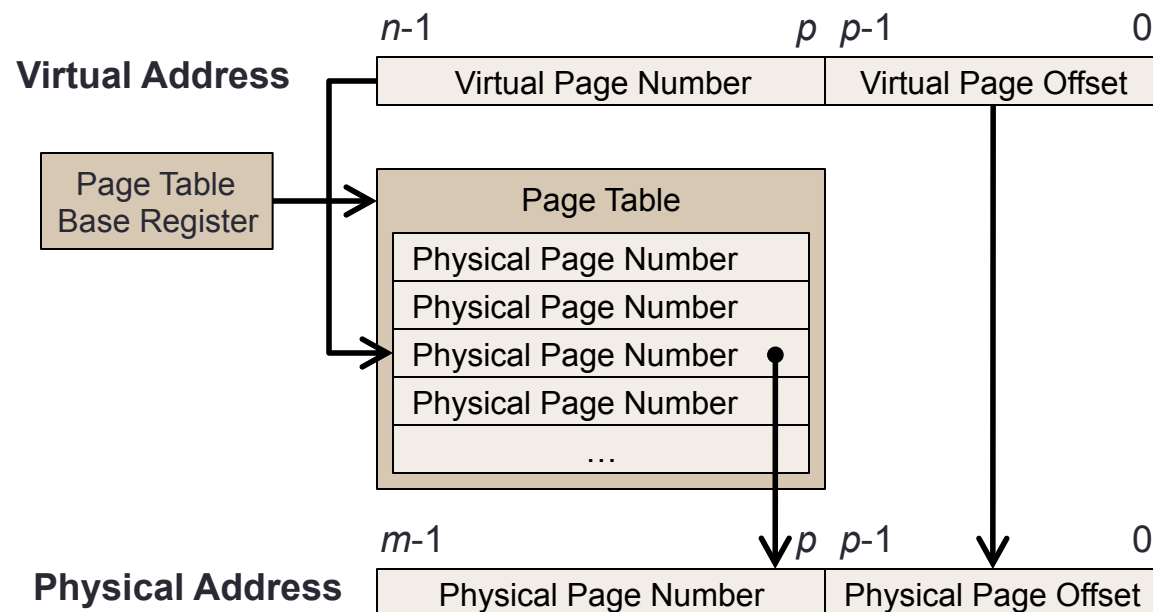 n-1 p p-1 0
Virtual Address
Virtual Page Number Virtual Page Offset
Page Table
Base Register
Page Table
Physical Page Number
Physical Page Number
Physical Page Number
Physical Page Number
…
m-1 p p-1 0
Physical Address
Physical Page Number Physical Page Offset